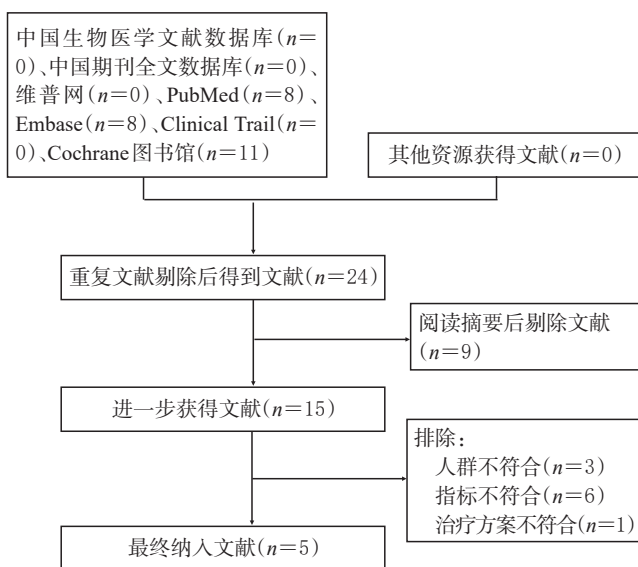 中国生物医学文献数据库(n=
0)、中国期刊全文数据库(n=0)、
维普网(n=0)、PubMed(n=8)、
Embase(n=8)、Clinical Trail(n=
0)、Cochrane图书馆(n=11)
其他资源获得文献(n=0)
重复文献剔除后得到文献(n=24)
阅读摘要后剔除文献
(n=9)
进一步获得文献(n=15)
排除：
人群不符合(n=3)
指标不符合(n=6)
治疗方案不符合(n=1)
最终纳入文献(n=5)